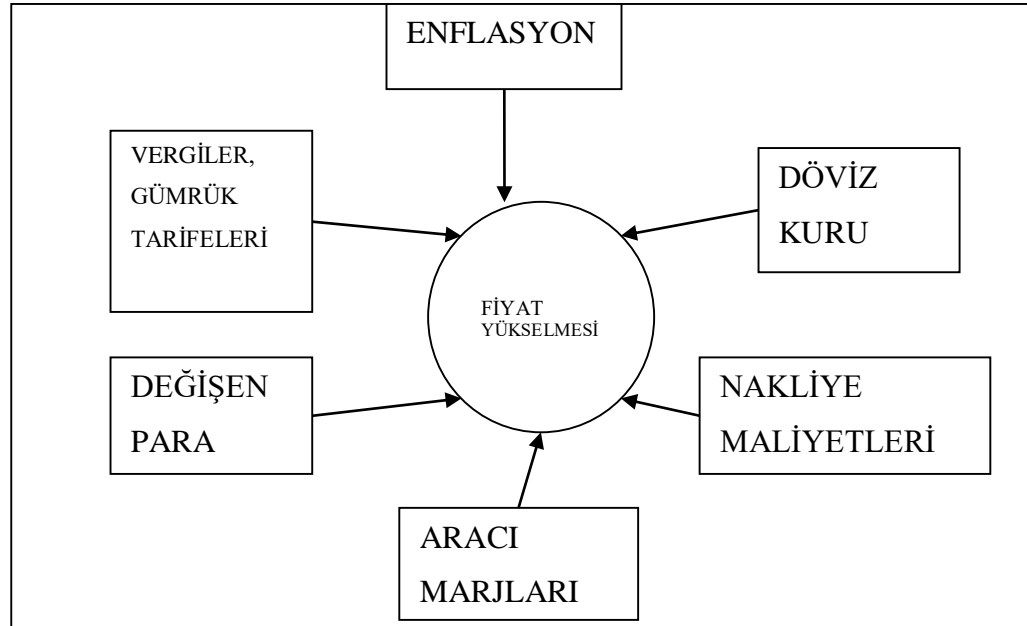 ENFLASYON
VERGİLER,
GÜMRÜK
TARİFELERİ
DÖVİZ
KURU
FİYAT
YÜKSELMESİ
DEĞİŞEN
PARA
NAKLİYE
MALİYETLERİ
ARACI
MARJLARI